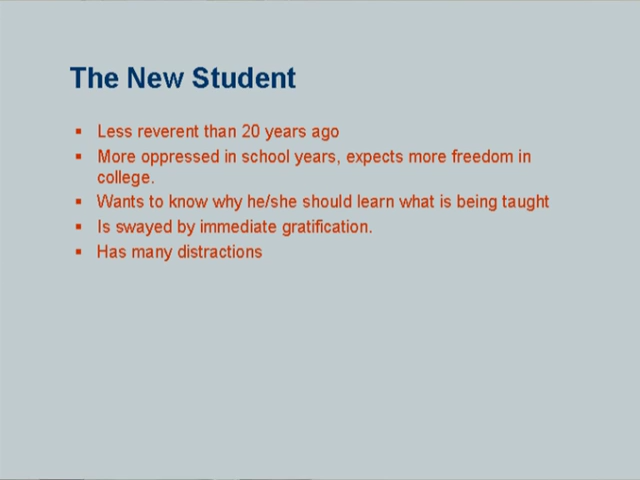 The New Student
▪ Less reverent than 20 years ago
▪ More oppressed in school years, expects more freedom in
college.
▪ Wants to know why he/she should learn what is being taught
▪ Is swayed by immediate gratification.
▪ Has many distractions